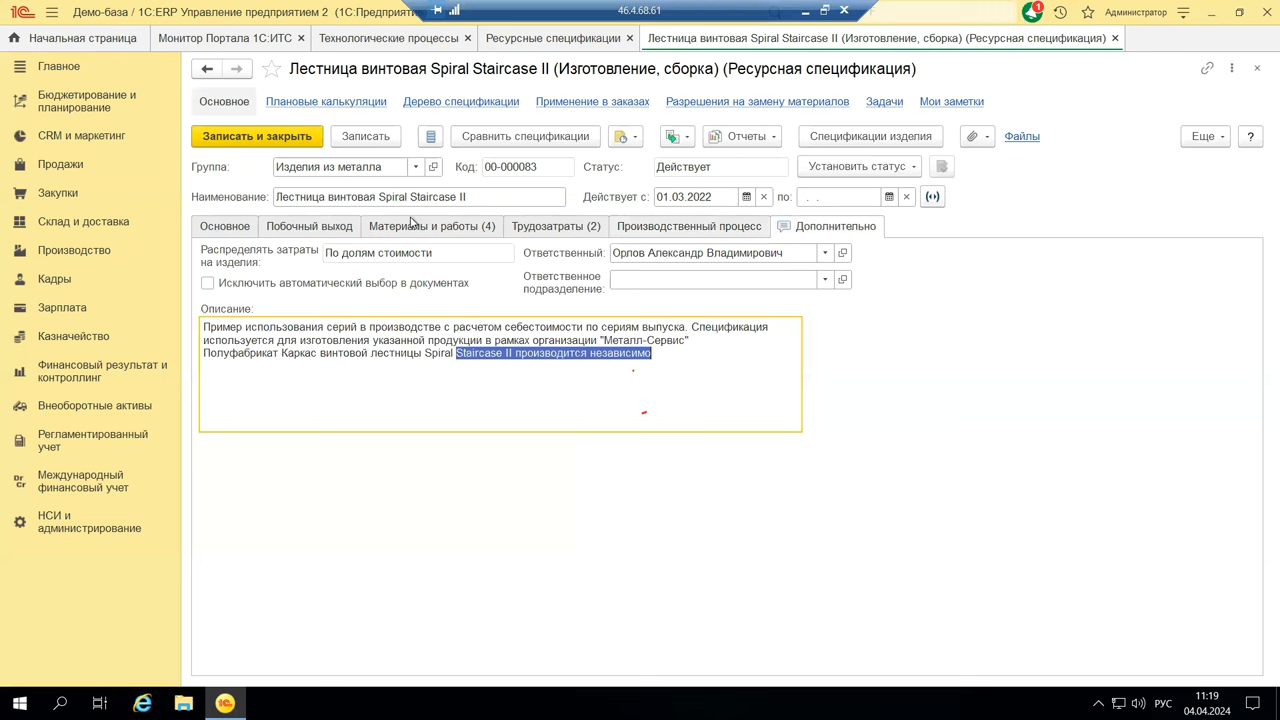 Демо-база / 1С:ERP Управление предприятием 2 (1С:Предприяти
46.4.68.61
1
Администратор
Начальная страница
Монитор Портала 1С:ИТС ×
Технологические процессы ×
Ресурсные спецификации ×
Лестница винтовая Spiral Staircase II (Изготовление, сборка) (Ресурсная спецификация) ×
Главное
Бюджетирование и
планирование
CRM и маркетинг
Продажи
Закупки
Склад и доставка
Производство
Кадры
Зарплата
Казначейство
Финансовый результат и
контроллинг
Внеоборотные активы
Регламентированный
учет
Dr
Cr
Международный
финансовый учет
НСИ и
администрирование
Лестница винтовая Spiral Staircase II (Изготовление, сборка) (Ресурсная спецификация)
Основное Плановые калькуляции Дерево спецификации Применение в заказах Разрешения на замену материалов Задачи Мои заметки
Записать и закрыть Записать Сравнить спецификации Отчеты Спецификации изделия Файлы Еще ?
Группа: Изделия из металла Код: 00-000083 Статус: Действует Установить статус
Наименование: Лестница винтовая Spiral Staircase II Действует с: 01.03.2022 по: . .
Основное Побочный выход Материалы и работы (4) Трудозатраты (2) Производственный процесс Дополнительно
Распределять затраты
на изделия: По долям стоимости Ответственный: Орлов Александр Владимирович
Исключить автоматический выбор в документах
Ответственное
подразделение:
Описание:
Пример использования серий в производстве с расчетом себестоимости по сериям выпуска. Спецификация
используется для изготовления указанной продукции в рамках организации "Металл-Сервис"
Полуфабрикат Каркас винтовой лестницы Spiral Staircase II производится независимо
РУС
11:19
04.04.2024